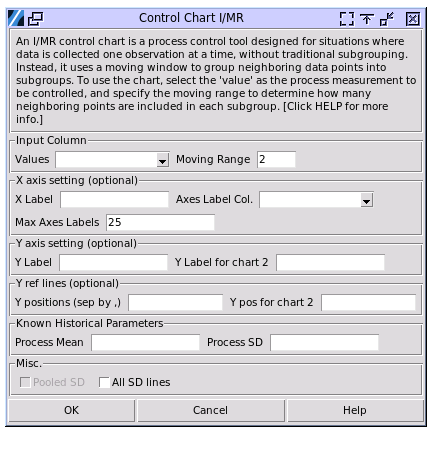 Control Chart I/MR
An I/MR control chart is a process control tool designed for situations where
data is collected one observation at a time, without traditional subgrouping.
Instead, it uses a moving window to group neighboring data points into
subgroups. To use the chart, select the 'value' as the process measurement to
be controlled, and specify the moving range to determine how many
neighboring points are included in each subgroup. [Click HELP for more
info.]
Input Column
Values Moving Range 2
X axis setting (optional)
X Label Axes Label Col.
Max Axes Labels 25
Y axis setting (optional)
Y Label Y Label for chart 2
Y ref lines (optional)
Y positions (sep by ,) Y pos for chart 2
Known Historical Parameters
Process Mean Process SD
Misc.
Pooled SD All SD lines
OK Cancel Help